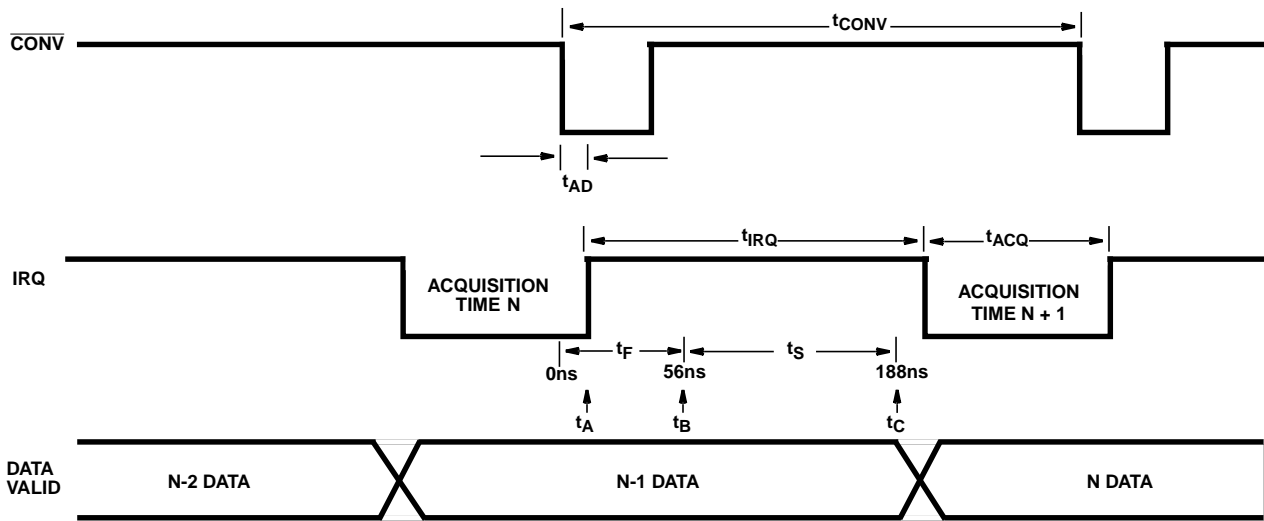 CONV
tCONV
tAD
IRQ
tIRQ
tACQ
ACQUISITION
TIME N
ACQUISITION
TIME N + 1
tF
tS
0ns
56ns
188ns
tA
tB
tC
DATA
VALID
N-2 DATA
N-1 DATA
N DATA